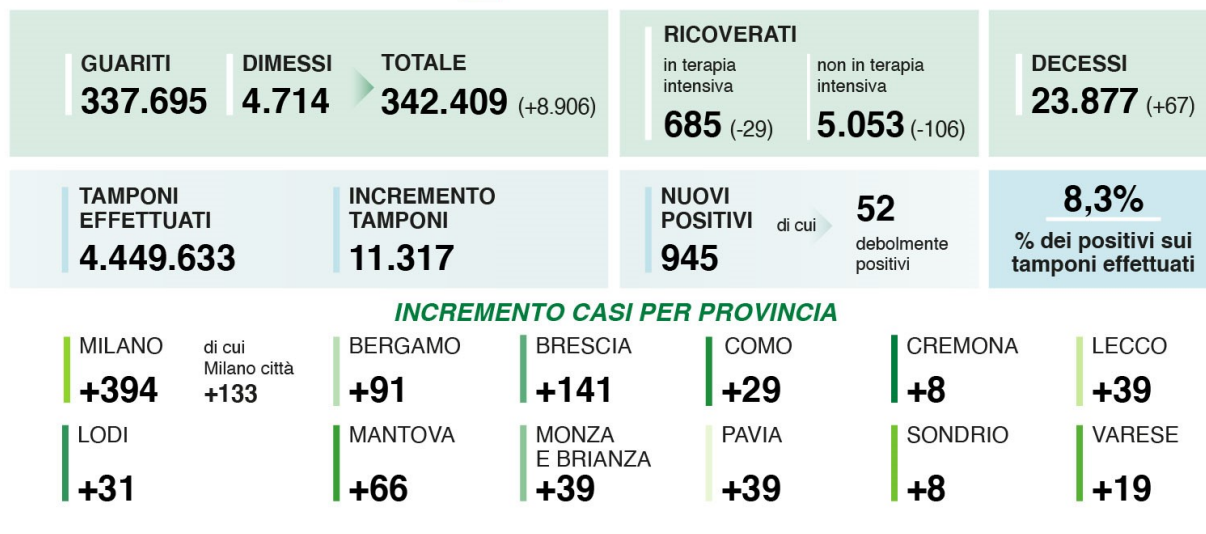 GUARITI
337.695
DIMESSI
4.714
TOTALE
342.409 (+8.906)
RICOVERATI
in terapia
intensiva
685 (-29)
non in terapia
intensiva
5.053 (-106)
DECESSI
23.877 (+67)
TAMPONI
EFFETTUATI
4.449.633
INCREMENTO
TAMPONI
11.317
NUOVI
POSITIVI
945
di cui
52
debolmente
positivi
8,3%
% dei positivi sui
tamponi effettuati
INCREMENTO CASI PER PROVINCIA
MILANO
+394
di cui
Milano città
+133
BERGAMO
+91
BRESCIA
+141
COMO
+29
CREMONA
+8
LECCO
+39
LODI
+31
MANTOVA
+66
MONZA
E BRIANZA
+39
PAVIA
+39
SONDRIO
+8
VARESE
+19